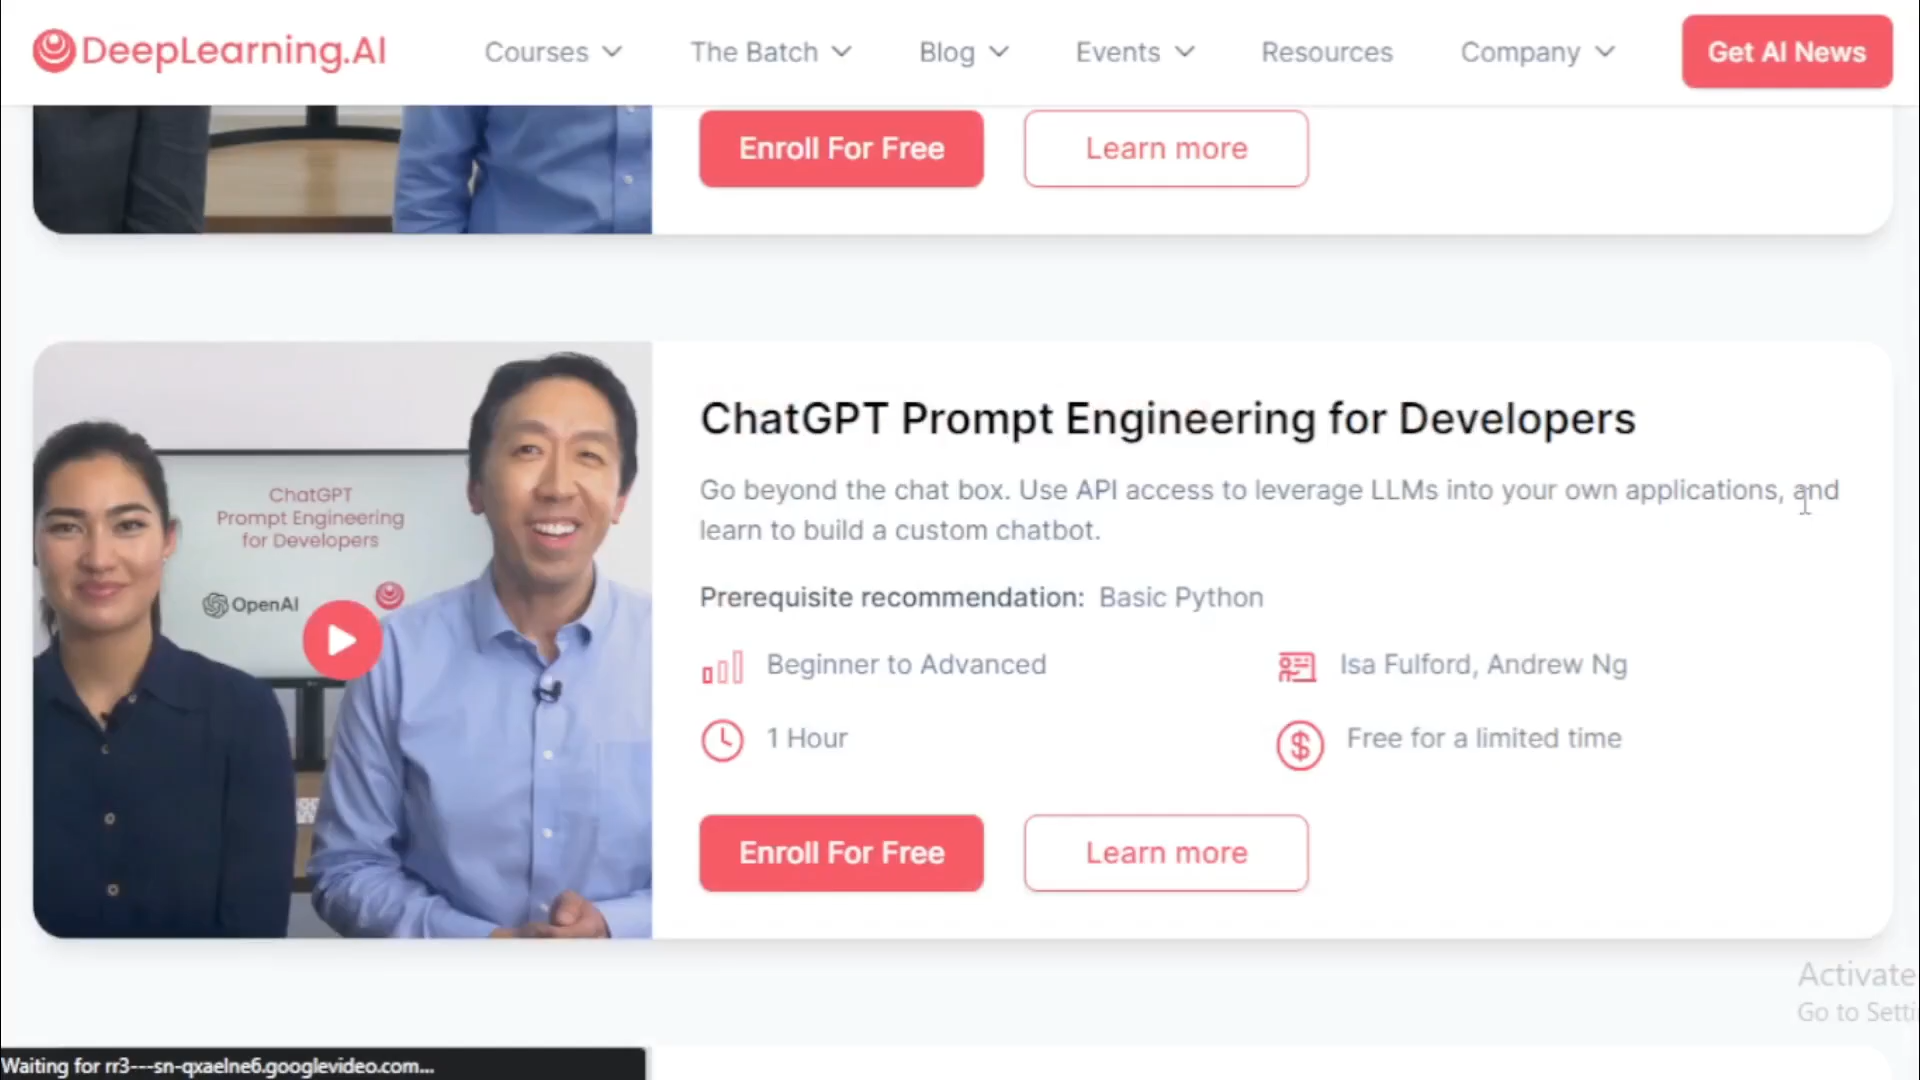 DeepLearning.AI
Courses
The Batch
Blog
Events
Resources
Company
Get AI News
Enroll For Free
Learn more
ChatGPT
Prompt Engineering
for Developers
OpenAI
ChatGPT Prompt Engineering for Developers
Go beyond the chat box. Use API access to leverage LLMs into your own applications, and
learn to build a custom chatbot.
Prerequisite recommendation: Basic Python
Beginner to Advanced
Isa Fulford, Andrew Ng
1 Hour
Free for a limited time
Enroll For Free
Learn more
Activate
Go to Setti
Waiting for rr3---sn-qxaelne6.googlevideo.com...